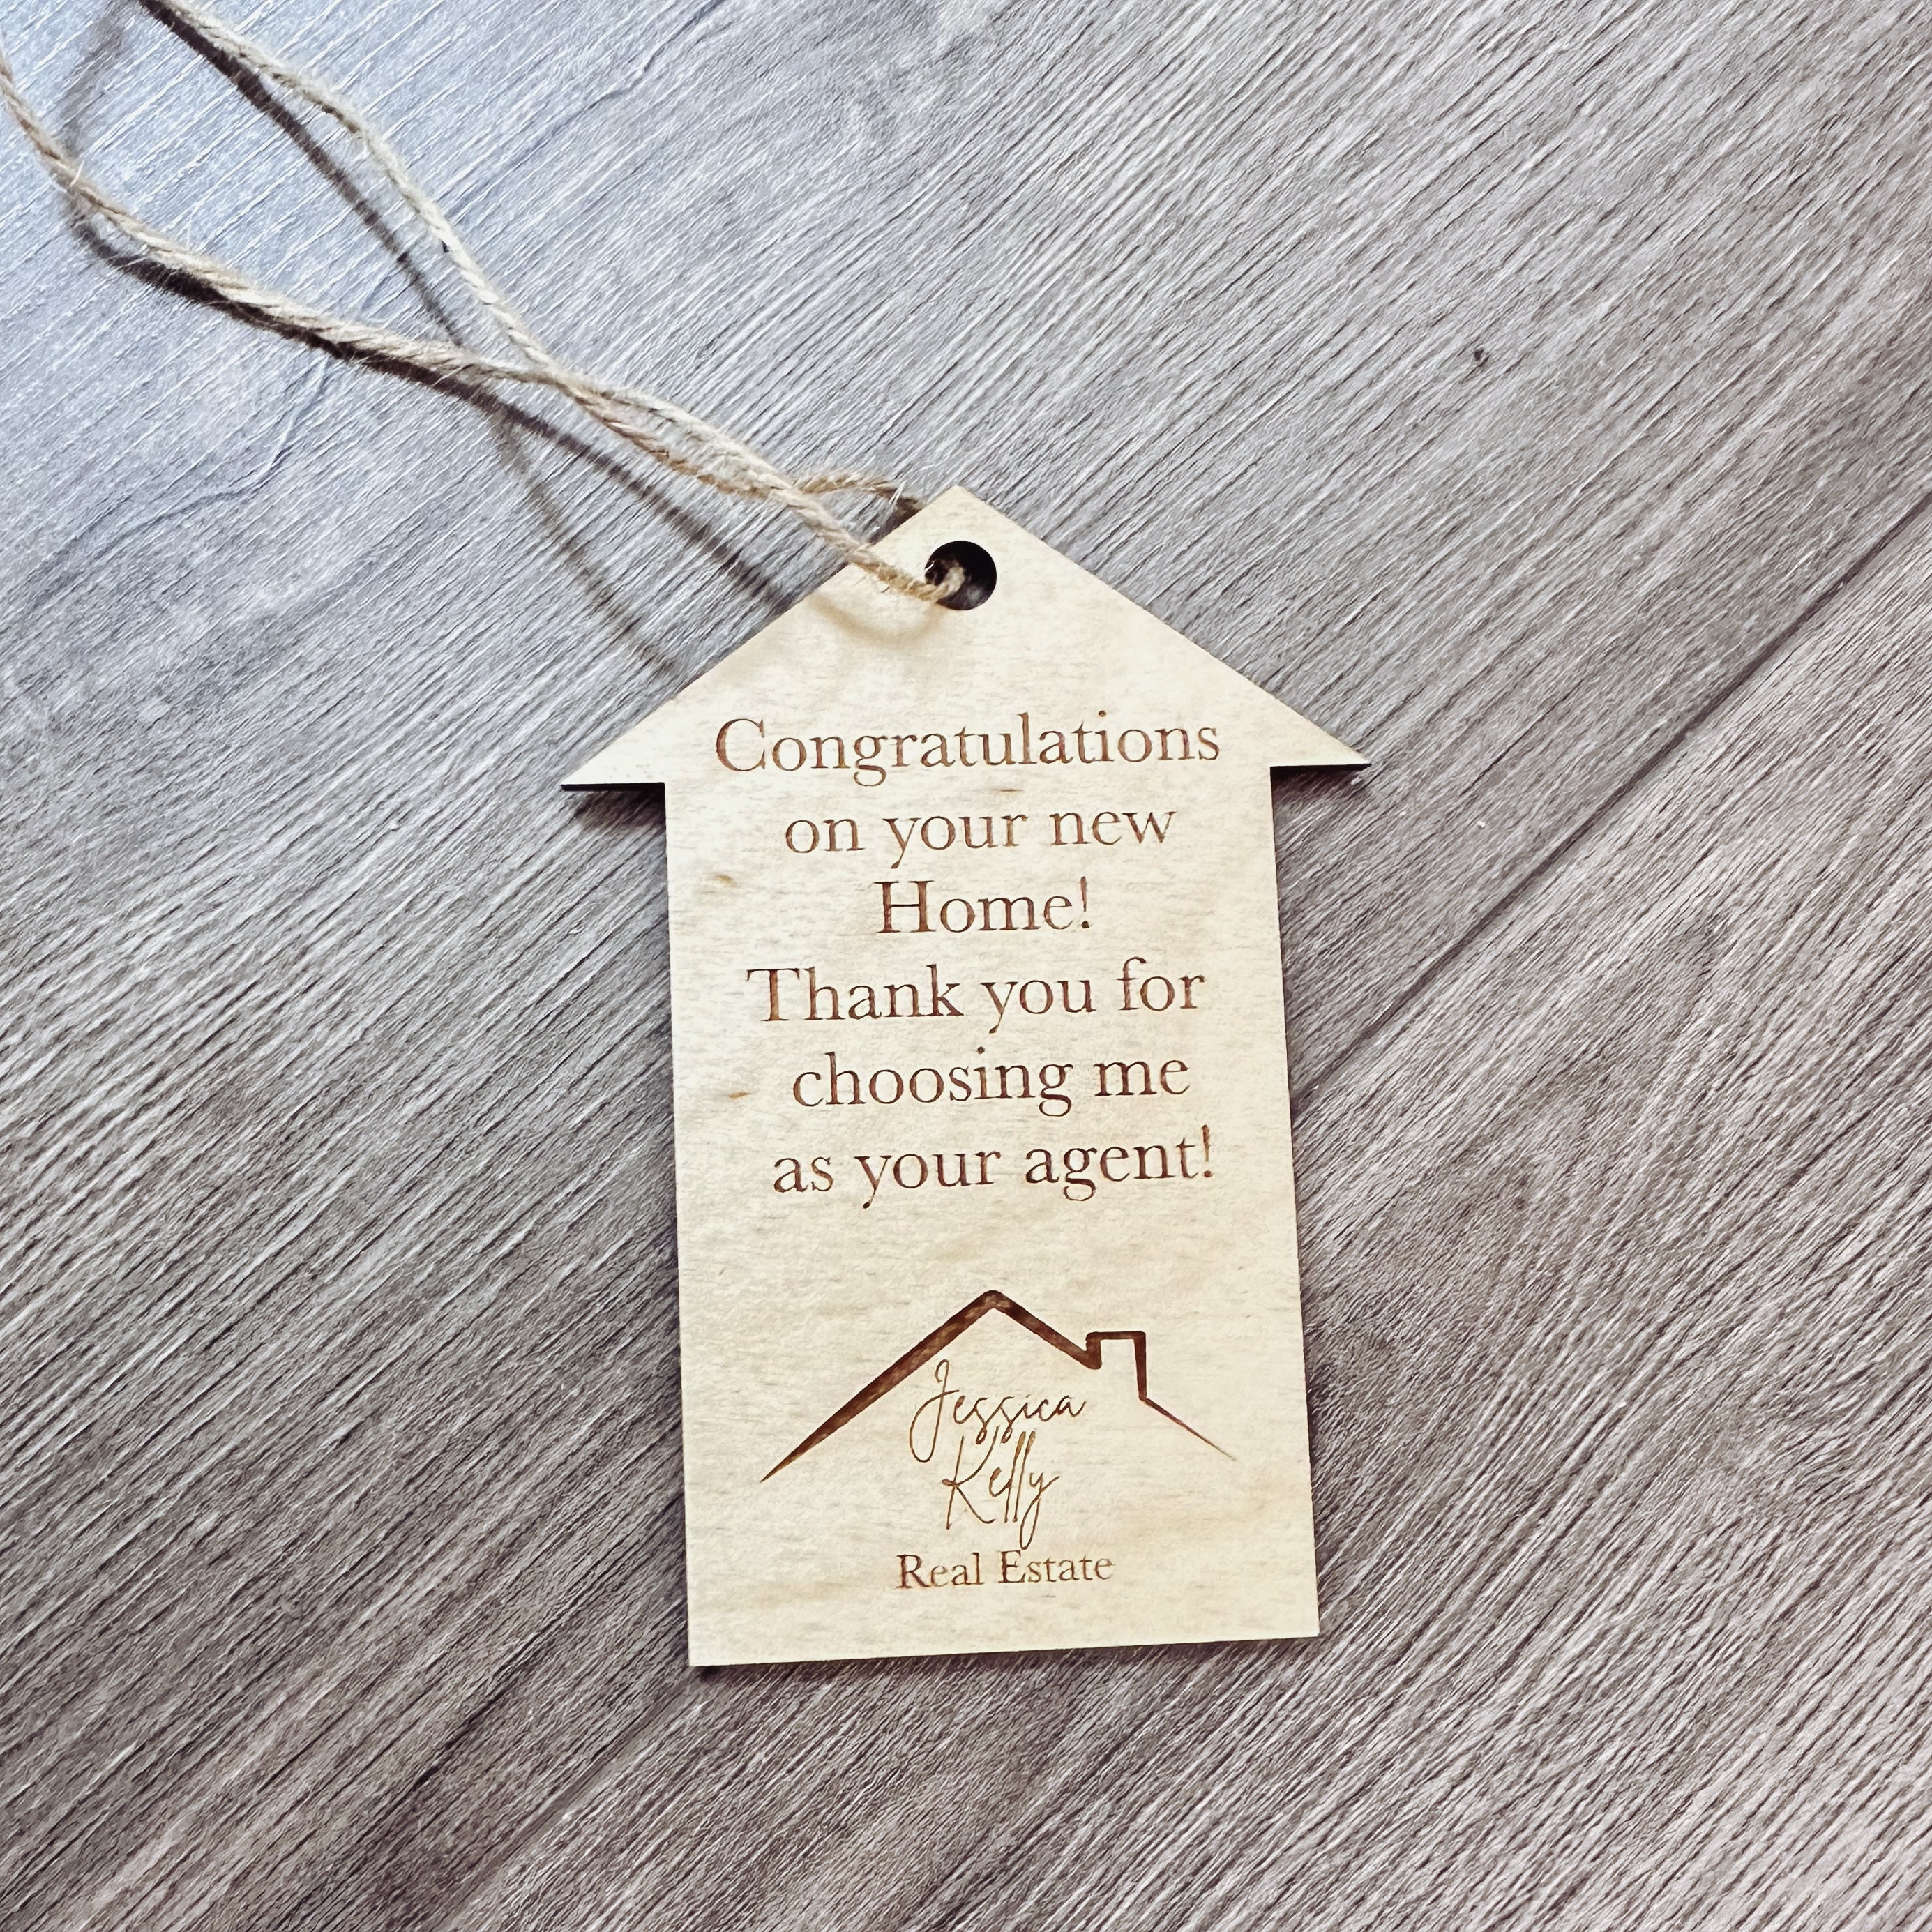 Congratulations
on your new
Home!
Thank you for
choosing me
as your agent!
Jessica
Kelly
Real Estate